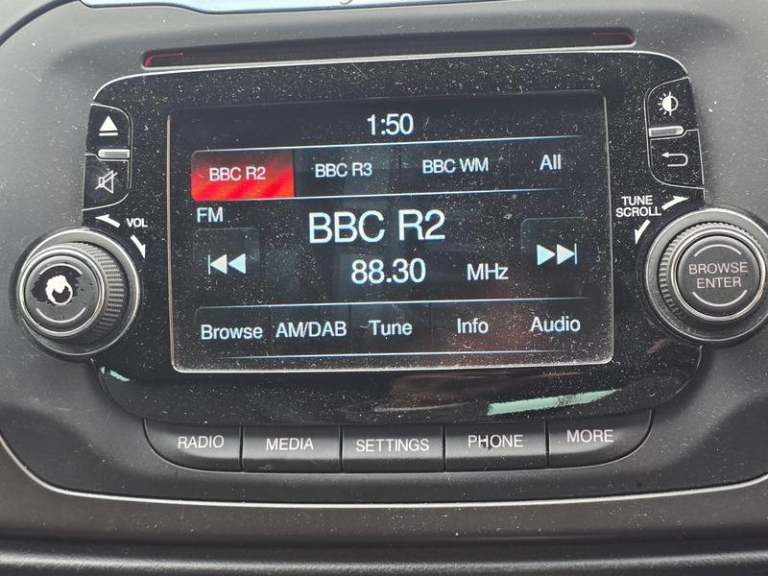 1:50
BBC R2 BBC R3 BBC WM All
FM
BBC R2
88.30 MHz
Browse AM/DAB Tune Info Audio
VOL
TUNE
SCROLL
BROWSE
ENTER
RADIO MEDIA SETTINGS PHONE MORE